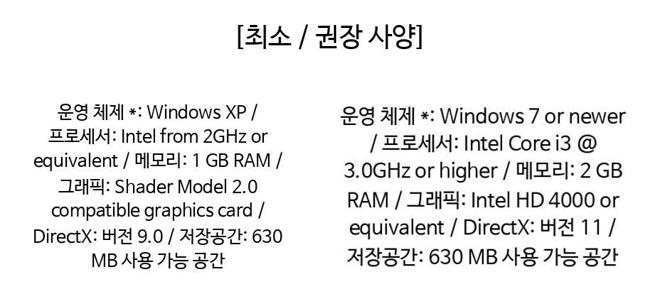 [최소 / 권장 사양]
운영 체제 *: Windows XP /
프로세서: Intel from 2GHz or
equivalent / 메모리: 1 GB RAM /
그래픽: Shader Model 2.0
compatible graphics card /
DirectX: 버전 9.0 / 저장공간: 630
MB 사용 가능 공간
운영 체제 *: Windows 7 or newer
/ 프로세서: Intel Core i3 @
3.0GHz or higher / 메모리: 2 GB
RAM / 그래픽: Intel HD 4000 or
equivalent / DirectX: 버전 11 /
저장공간: 630 MB 사용 가능 공간